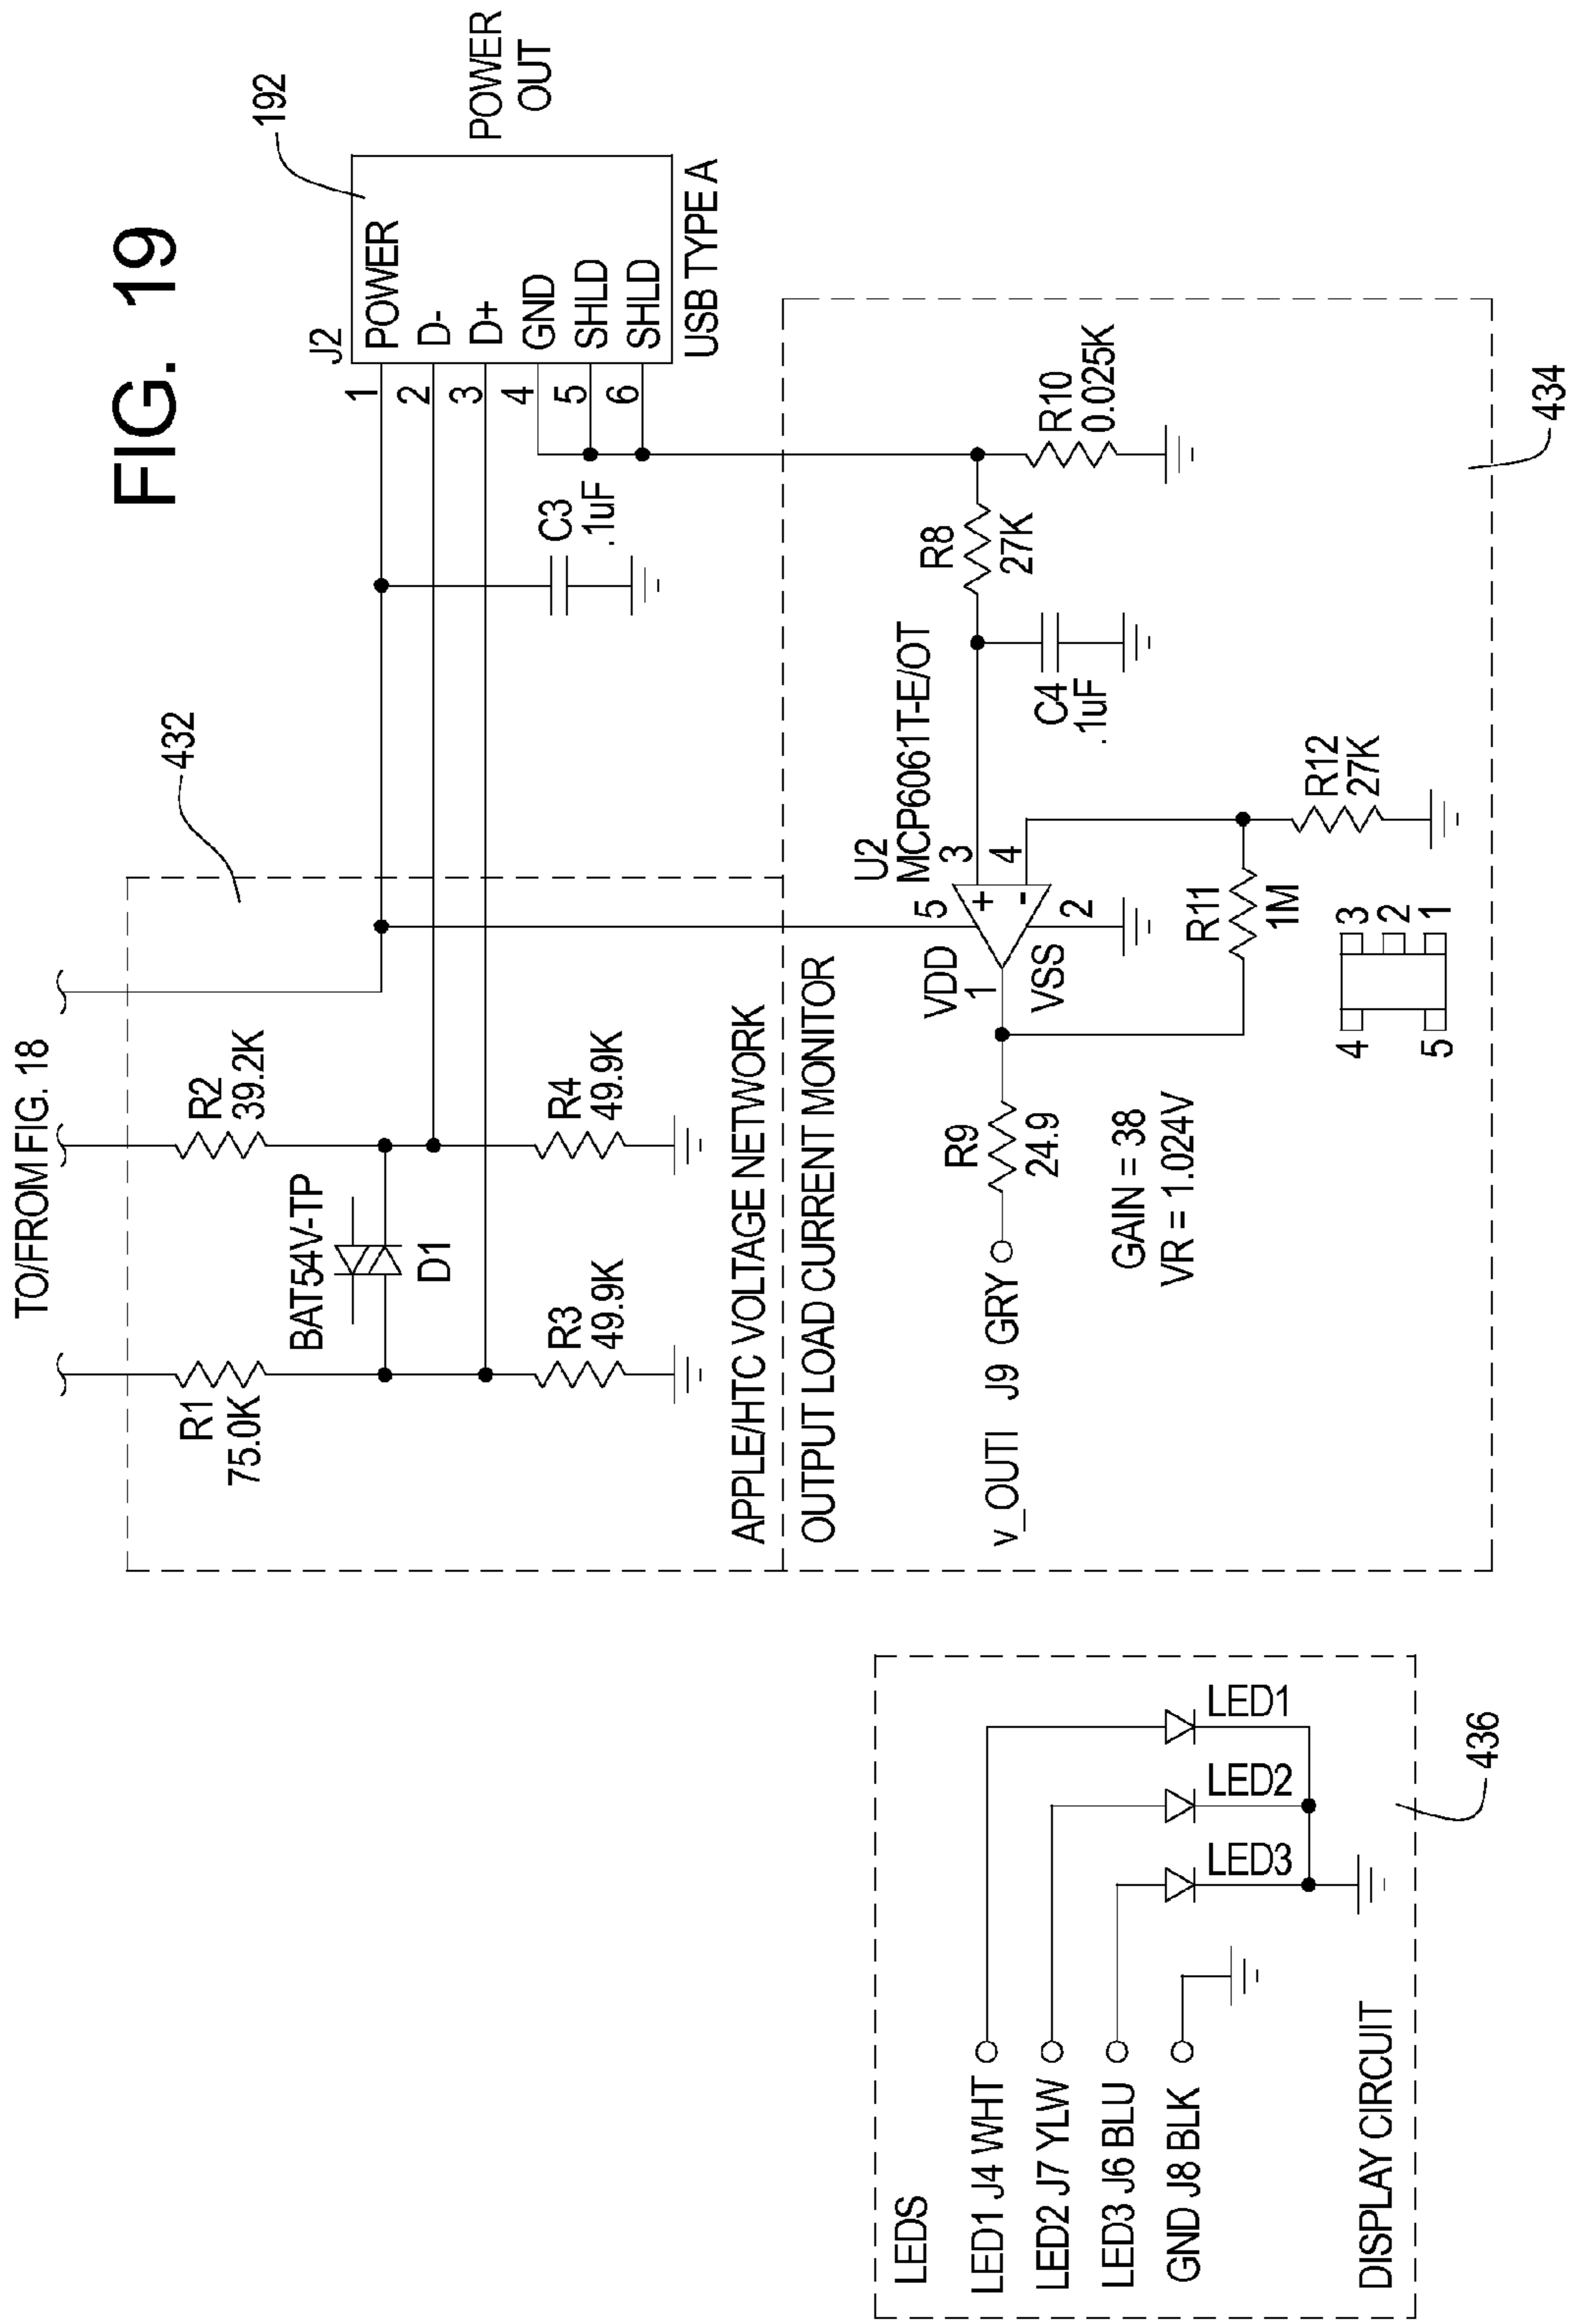 FIG. 19
TO/FROM FIG. 18
432
192
R1
75.0K
R2
39.2K
BAT54V-TP
D1
R3
49.9K
R4
49.9K
APPLE/HTC VOLTAGE NETWORK
J2
1 POWER
2 D-
3 D+
4 GND
5 SHLD
6 SHLD
USB TYPE A
POWER
OUT
C3
.1uF
OUTPUT LOAD CURRENT MONITOR
U2
MCP6061T-E/OT
VDD
5
3
+
4
-
1
VSS
2
R8
27K
R10
0.025K
C4
.1uF
R9
24.9
v_OUTI J9 GRY
R11
1M
R12
27K
GAIN = 38
VR = 1.024V
4
5
3
2
1
434
LEDS
LED1 J4 WHT
LED2 J7 YLW
LED3 J6 BLU
GND J8 BLK
LED3
LED2
LED1
DISPLAY CIRCUIT
436